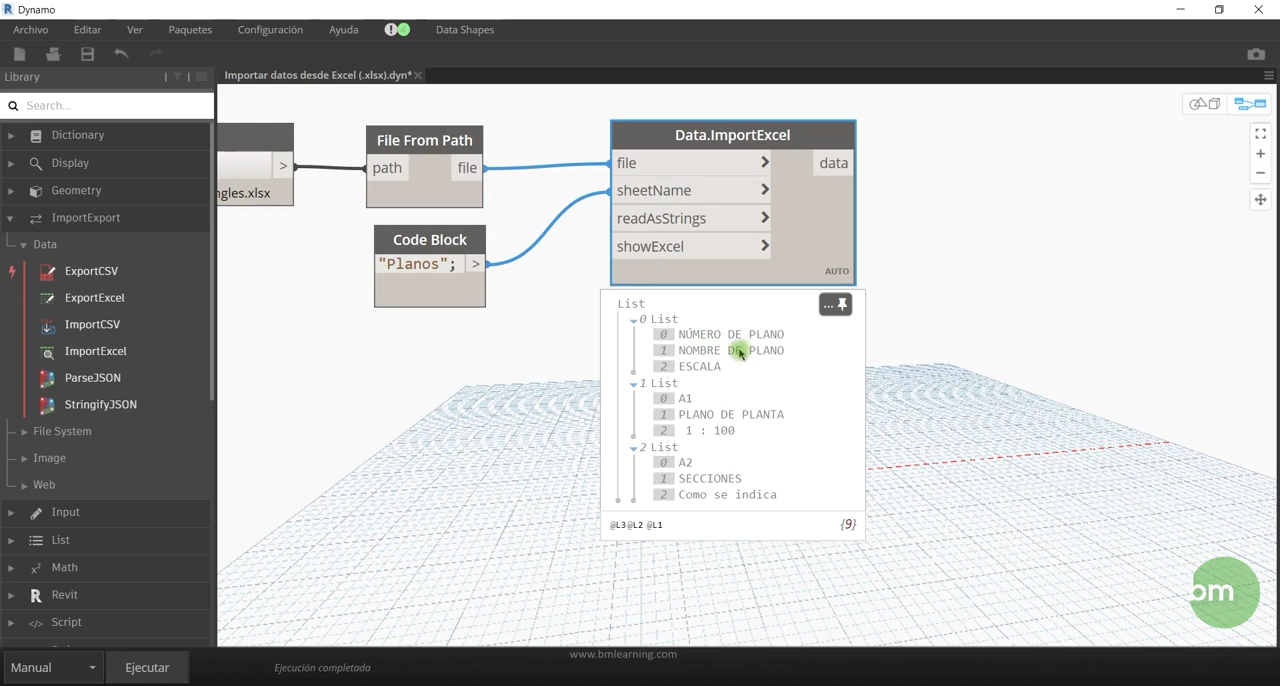 Dynamo
Archivo Editar Ver Paquetes Configuración Ayuda ! Data Shapes
Library
Importar datos desde Excel (.xlsx).dyn*
Search...
Dictionary
Display
Geometry
ImportExport
Data
ExportCSV
ExportExcel
ImportCSV
ImportExcel
ParseJSON
StringifyJSON
File System
Image
Web
Input
List
Math
Revit
Script
>
ngles.xlsx
File From Path
path file
Code Block
"Planos"; >
Data.ImportExcel
file > data
sheetName >
readAsStrings >
showExcel >
AUTO
List
0 List
0 NÚMERO DE PLANO
1 NOMBRE DE PLANO
2 ESCALA
1 List
0 A1
1 PLANO DE PLANTA
2 1 : 100
2 List
0 A2
1 SECCIONES
2 Como se indica
@L3 @L2 @L1 {9}
bm
www.bmlearning.com
Manual Ejecutar Ejecución completada